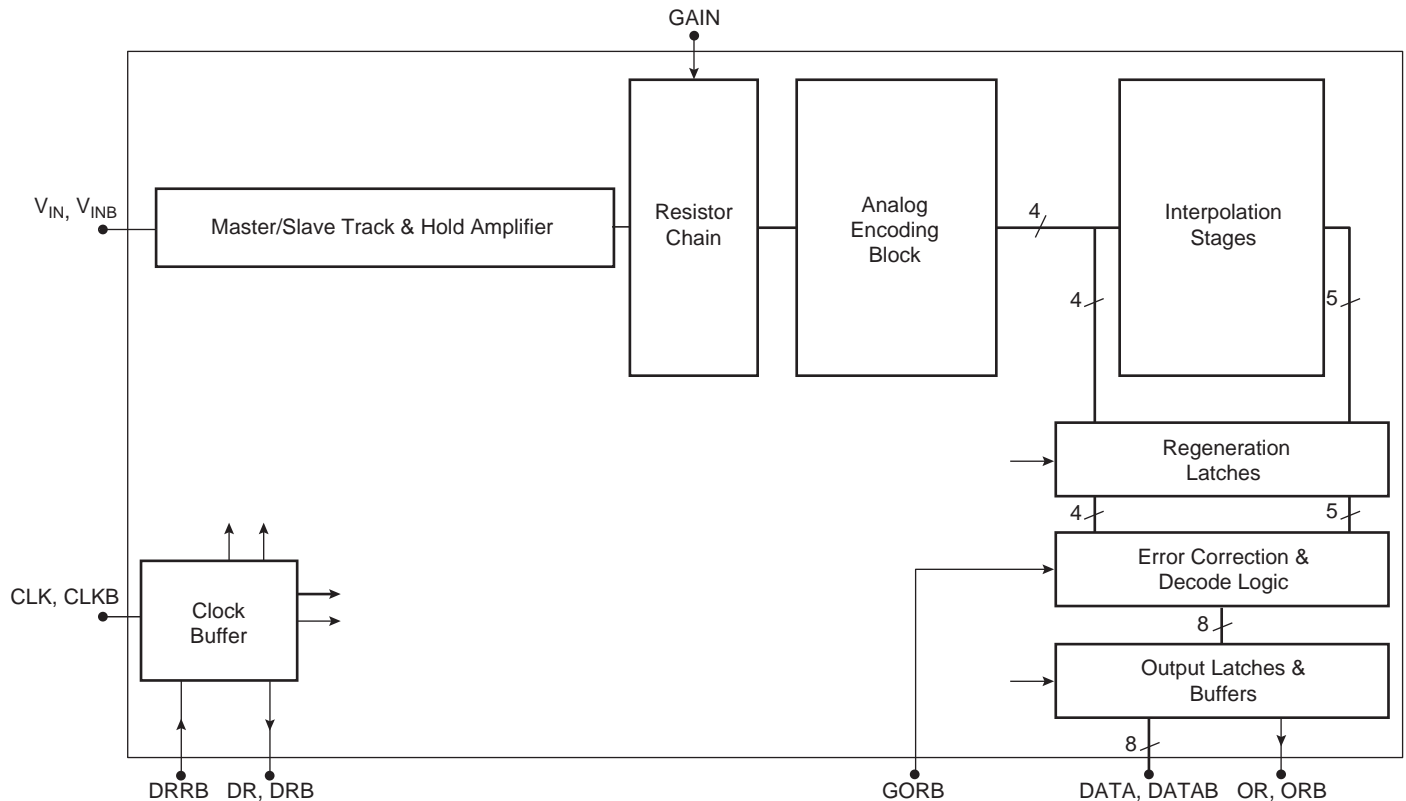 GAIN
V_IN, V_INB
Master/Slave Track & Hold Amplifier
Resistor
Chain
Analog
Encoding
Block
4
Interpolation
Stages
4
5
Regeneration
Latches
4
5
CLK, CLKB
Clock
Buffer
Error Correction &
Decode Logic
8
Output Latches &
Buffers
8
DRRB
DR, DRB
GORB
DATA, DATAB
OR, ORB